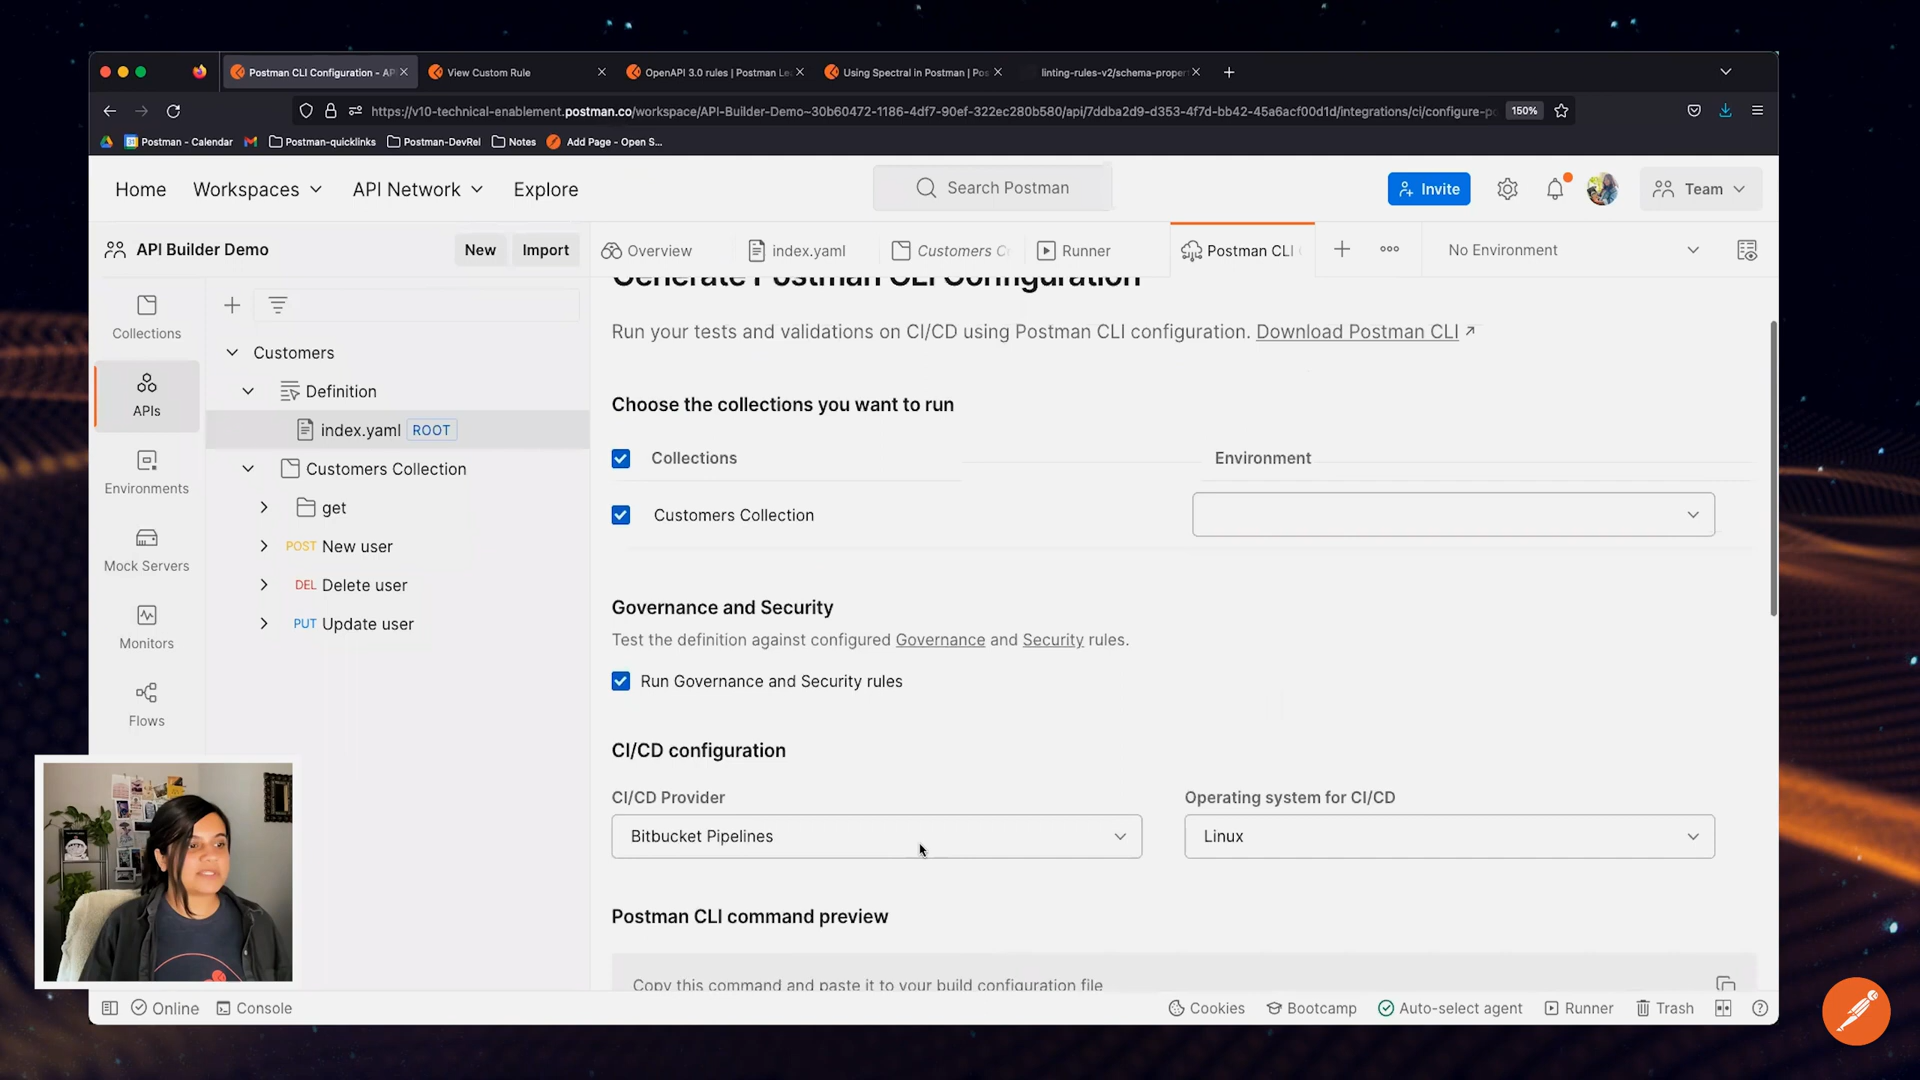 Postman CLI Configuration - AP
View Custom Rule
OpenAPI 3.0 rules | Postman Le
Using Spectral in Postman | Pos
linting-rules-v2/schema-propert
https://v10-technical-enablement.postman.co/workspace/API-Builder-Demo~30b60472-1186-4df7-90ef-322ec280b580/api/7ddba2d9-d353-4f7d-bb42-45a6acf00d1d/integrations/ci/configure-po
150%
Postman - Calendar
Postman-quicklinks
Postman-DevRel
Notes
Add Page - Open S...
Home
Workspaces
API Network
Explore
Search Postman
Invite
Team
API Builder Demo
New
Import
Overview
index.yaml
Customers C
Runner
Postman CLI
No Environment
Collections
APIs
Environments
Mock Servers
Monitors
Flows
Customers
Definition
index.yaml ROOT
Customers Collection
get
POST New user
DEL Delete user
PUT Update user
Generate Postman CLI Configuration
Run your tests and validations on CI/CD using Postman CLI configuration. Download Postman CLI
Choose the collections you want to run
Collections
Environment
Customers Collection
Governance and Security
Test the definition against configured Governance and Security rules.
Run Governance and Security rules
CI/CD configuration
CI/CD Provider
Operating system for CI/CD
Bitbucket Pipelines
Linux
Postman CLI command preview
Copy this command and paste it to your build configuration file
Online
Console
Cookies
Bootcamp
Auto-select agent
Runner
Trash